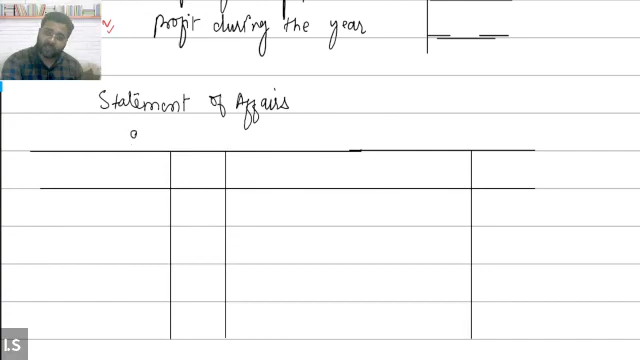 Profit during the year
Statement of Affairs
I.S